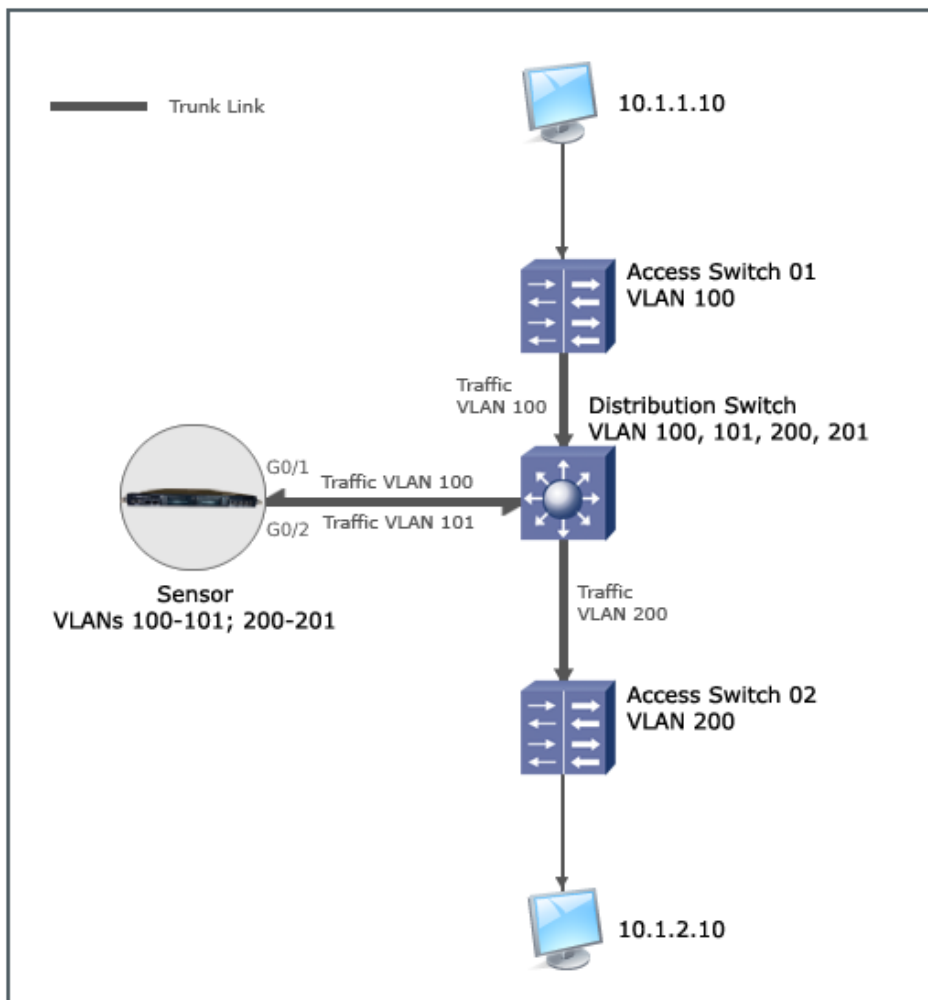 Trunk Link
10.1.1.10
Access Switch 01
VLAN 100
Traffic
VLAN 100
Distribution Switch
VLAN 100, 101, 200, 201
G0/1
Traffic VLAN 100
Traffic VLAN 101
G0/2
Sensor
VLANs 100-101; 200-201
Traffic
VLAN 200
Access Switch 02
VLAN 200
10.1.2.10